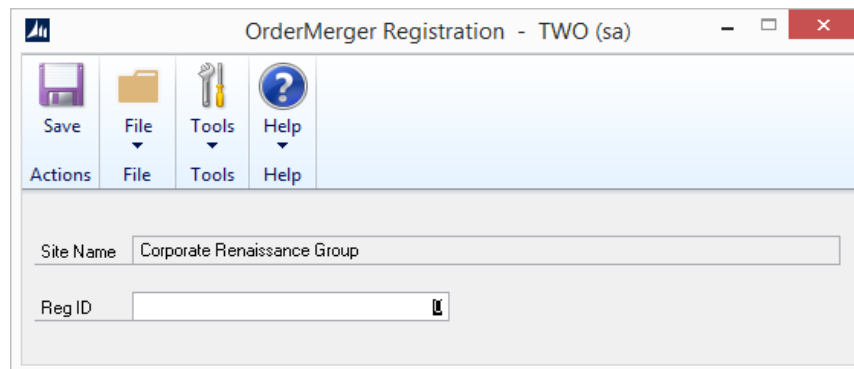 OrderMerger Registration - TWO (sa)
Save File Tools Help
Actions File Tools Help
Site Name Corporate Renaissance Group
Reg ID